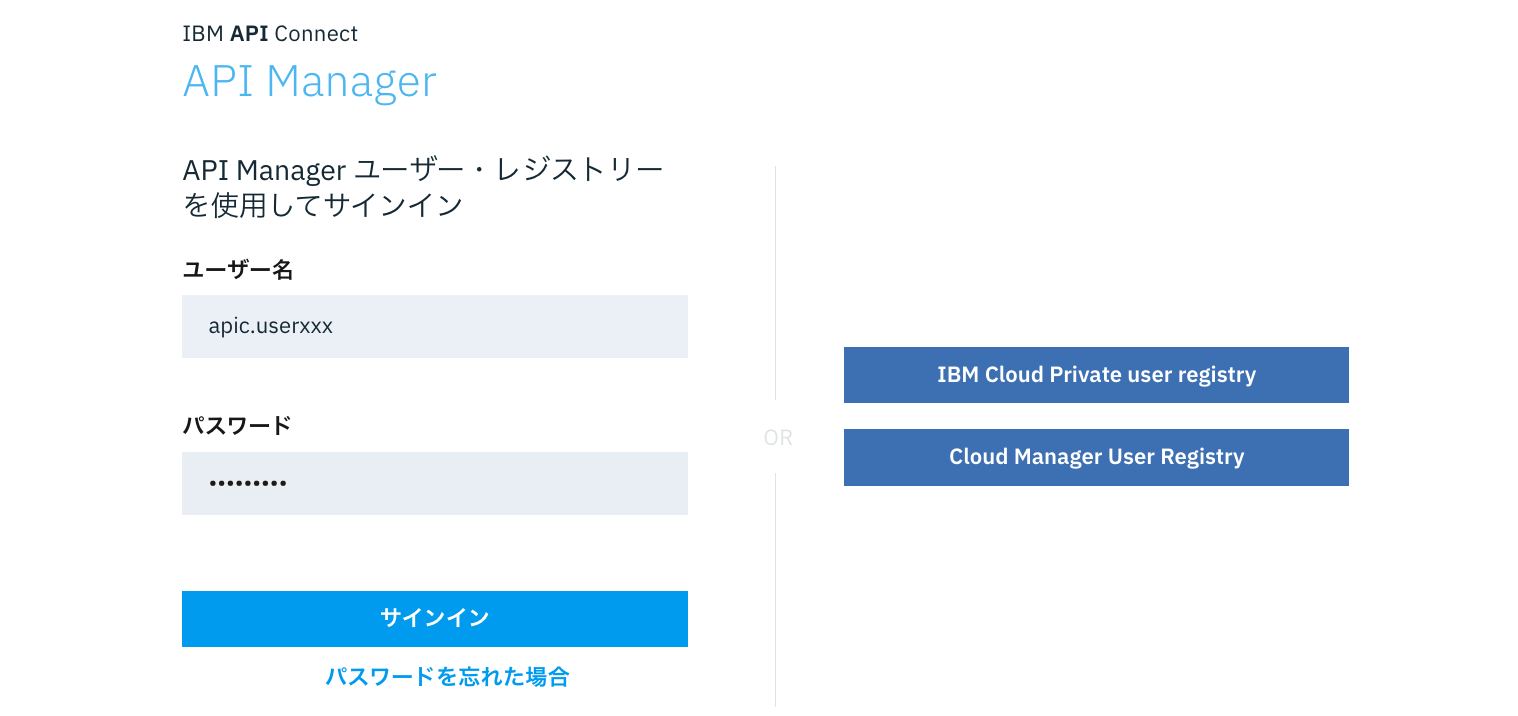 IBM API Connect
API Manager
API Manager ユーザー・レジストリー
を使用してサインイン
ユーザー名
apic.userxxx
パスワード
•••••••••
サインイン
パスワードを忘れた場合
OR
IBM Cloud Private user registry
Cloud Manager User Registry